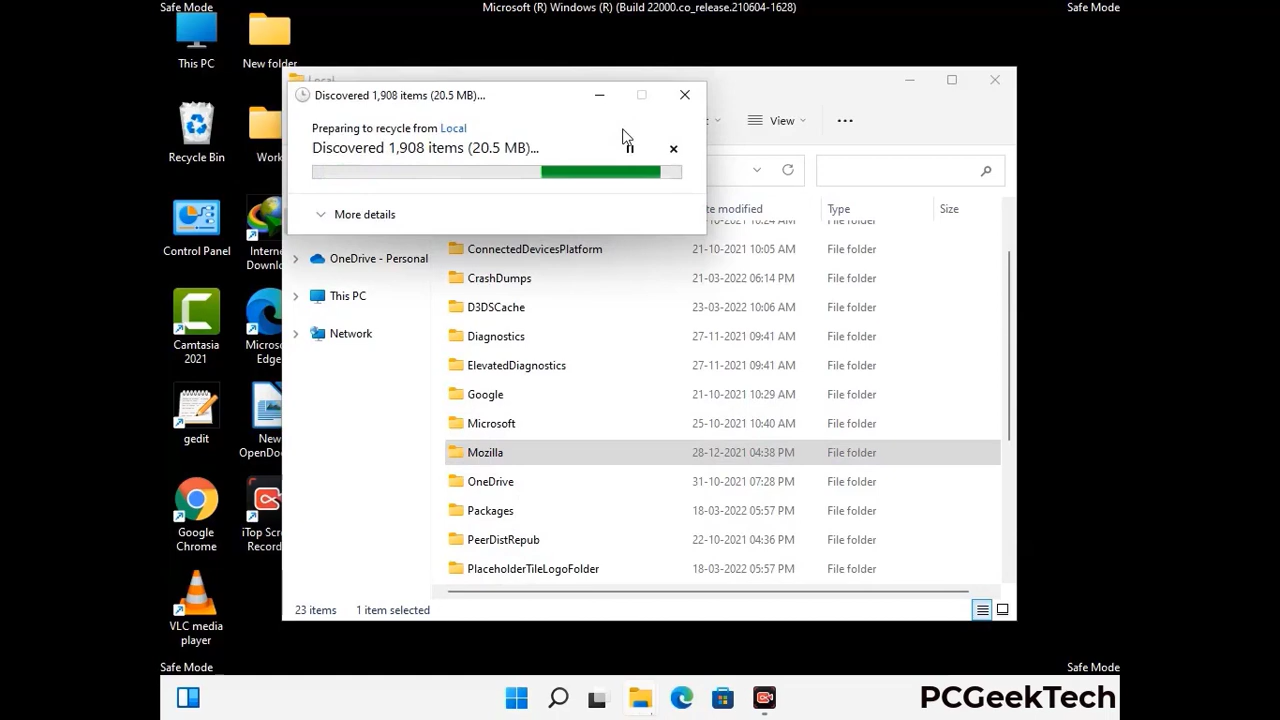 Safe Mode
Microsoft (R) Windows (R) (Build 22000.co_release.210604-1628)
Safe Mode
This PC
New folder
Recycle Bin
Work
Control Panel
Internet
Downlo
Camtasia
2021
Micros
Edge
gedit
New
OpenDoc
Google
Chrome
iTop Scr
Record
VLC media
player
Local
Discovered 1,908 items (20.5 MB)...
Preparing to recycle from Local
Discovered 1,908 items (20.5 MB)...
More details
View
Type
Size
te modified
OneDrive - Personal
This PC
Network
File folder
ConnectedDevicesPlatform 21-10-2021 10:05 AM File folder
CrashDumps 21-03-2022 06:14 PM File folder
D3DSCache 23-03-2022 10:06 AM File folder
Diagnostics 27-11-2021 09:41 AM File folder
ElevatedDiagnostics 27-11-2021 09:41 AM File folder
Google 21-10-2021 10:29 AM File folder
Microsoft 25-10-2021 10:40 AM File folder
Mozilla 28-12-2021 04:38 PM File folder
OneDrive 31-10-2021 07:28 PM File folder
Packages 18-03-2022 05:57 PM File folder
PeerDistRepub 22-10-2021 04:36 PM File folder
PlaceholderTileLogoFolder 18-03-2022 05:57 PM File folder
23 items 1 item selected
Safe Mode
Safe Mode
PCGeekTech